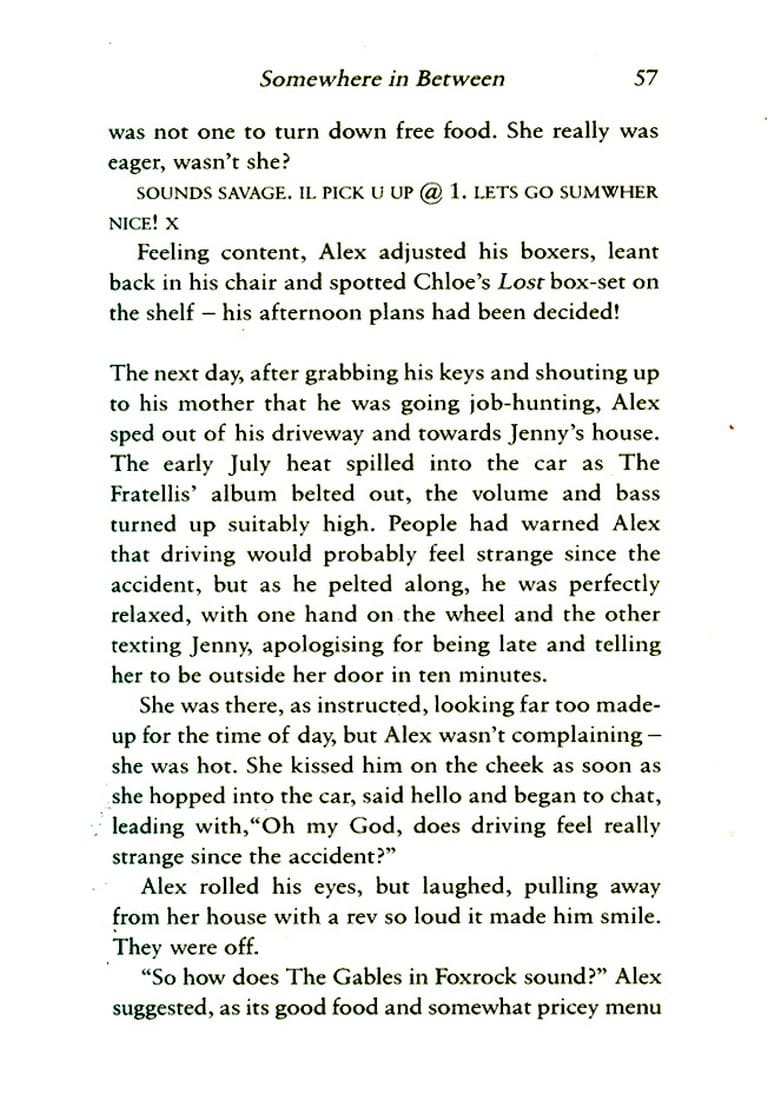 Somewhere in Between 57
was not one to turn down free food. She really was
eager, wasn't she?
SOUNDS SAVAGE. IL PICK U UP @ 1. LETS GO SUMWHER
NICE! X
Feeling content, Alex adjusted his boxers, leant
back in his chair and spotted Chloe's Lost box-set on
the shelf – his afternoon plans had been decided!
The next day, after grabbing his keys and shouting up
to his mother that he was going job-hunting, Alex
sped out of his driveway and towards Jenny's house.
The early July heat spilled into the car as The
Fratellis' album belted out, the volume and bass
turned up suitably high. People had warned Alex
that driving would probably feel strange since the
accident, but as he pelted along, he was perfectly
relaxed, with one hand on the wheel and the other
texting Jenny, apologising for being late and telling
her to be outside her door in ten minutes.
She was there, as instructed, looking far too made-
up for the time of day, but Alex wasn't complaining –
she was hot. She kissed him on the cheek as soon as
she hopped into the car, said hello and began to chat,
leading with,“Oh my God, does driving feel really
strange since the accident?”
Alex rolled his eyes, but laughed, pulling away
from her house with a rev so loud it made him smile.
They were off.
“So how does The Gables in Foxrock sound?” Alex
suggested, as its good food and somewhat pricey menu